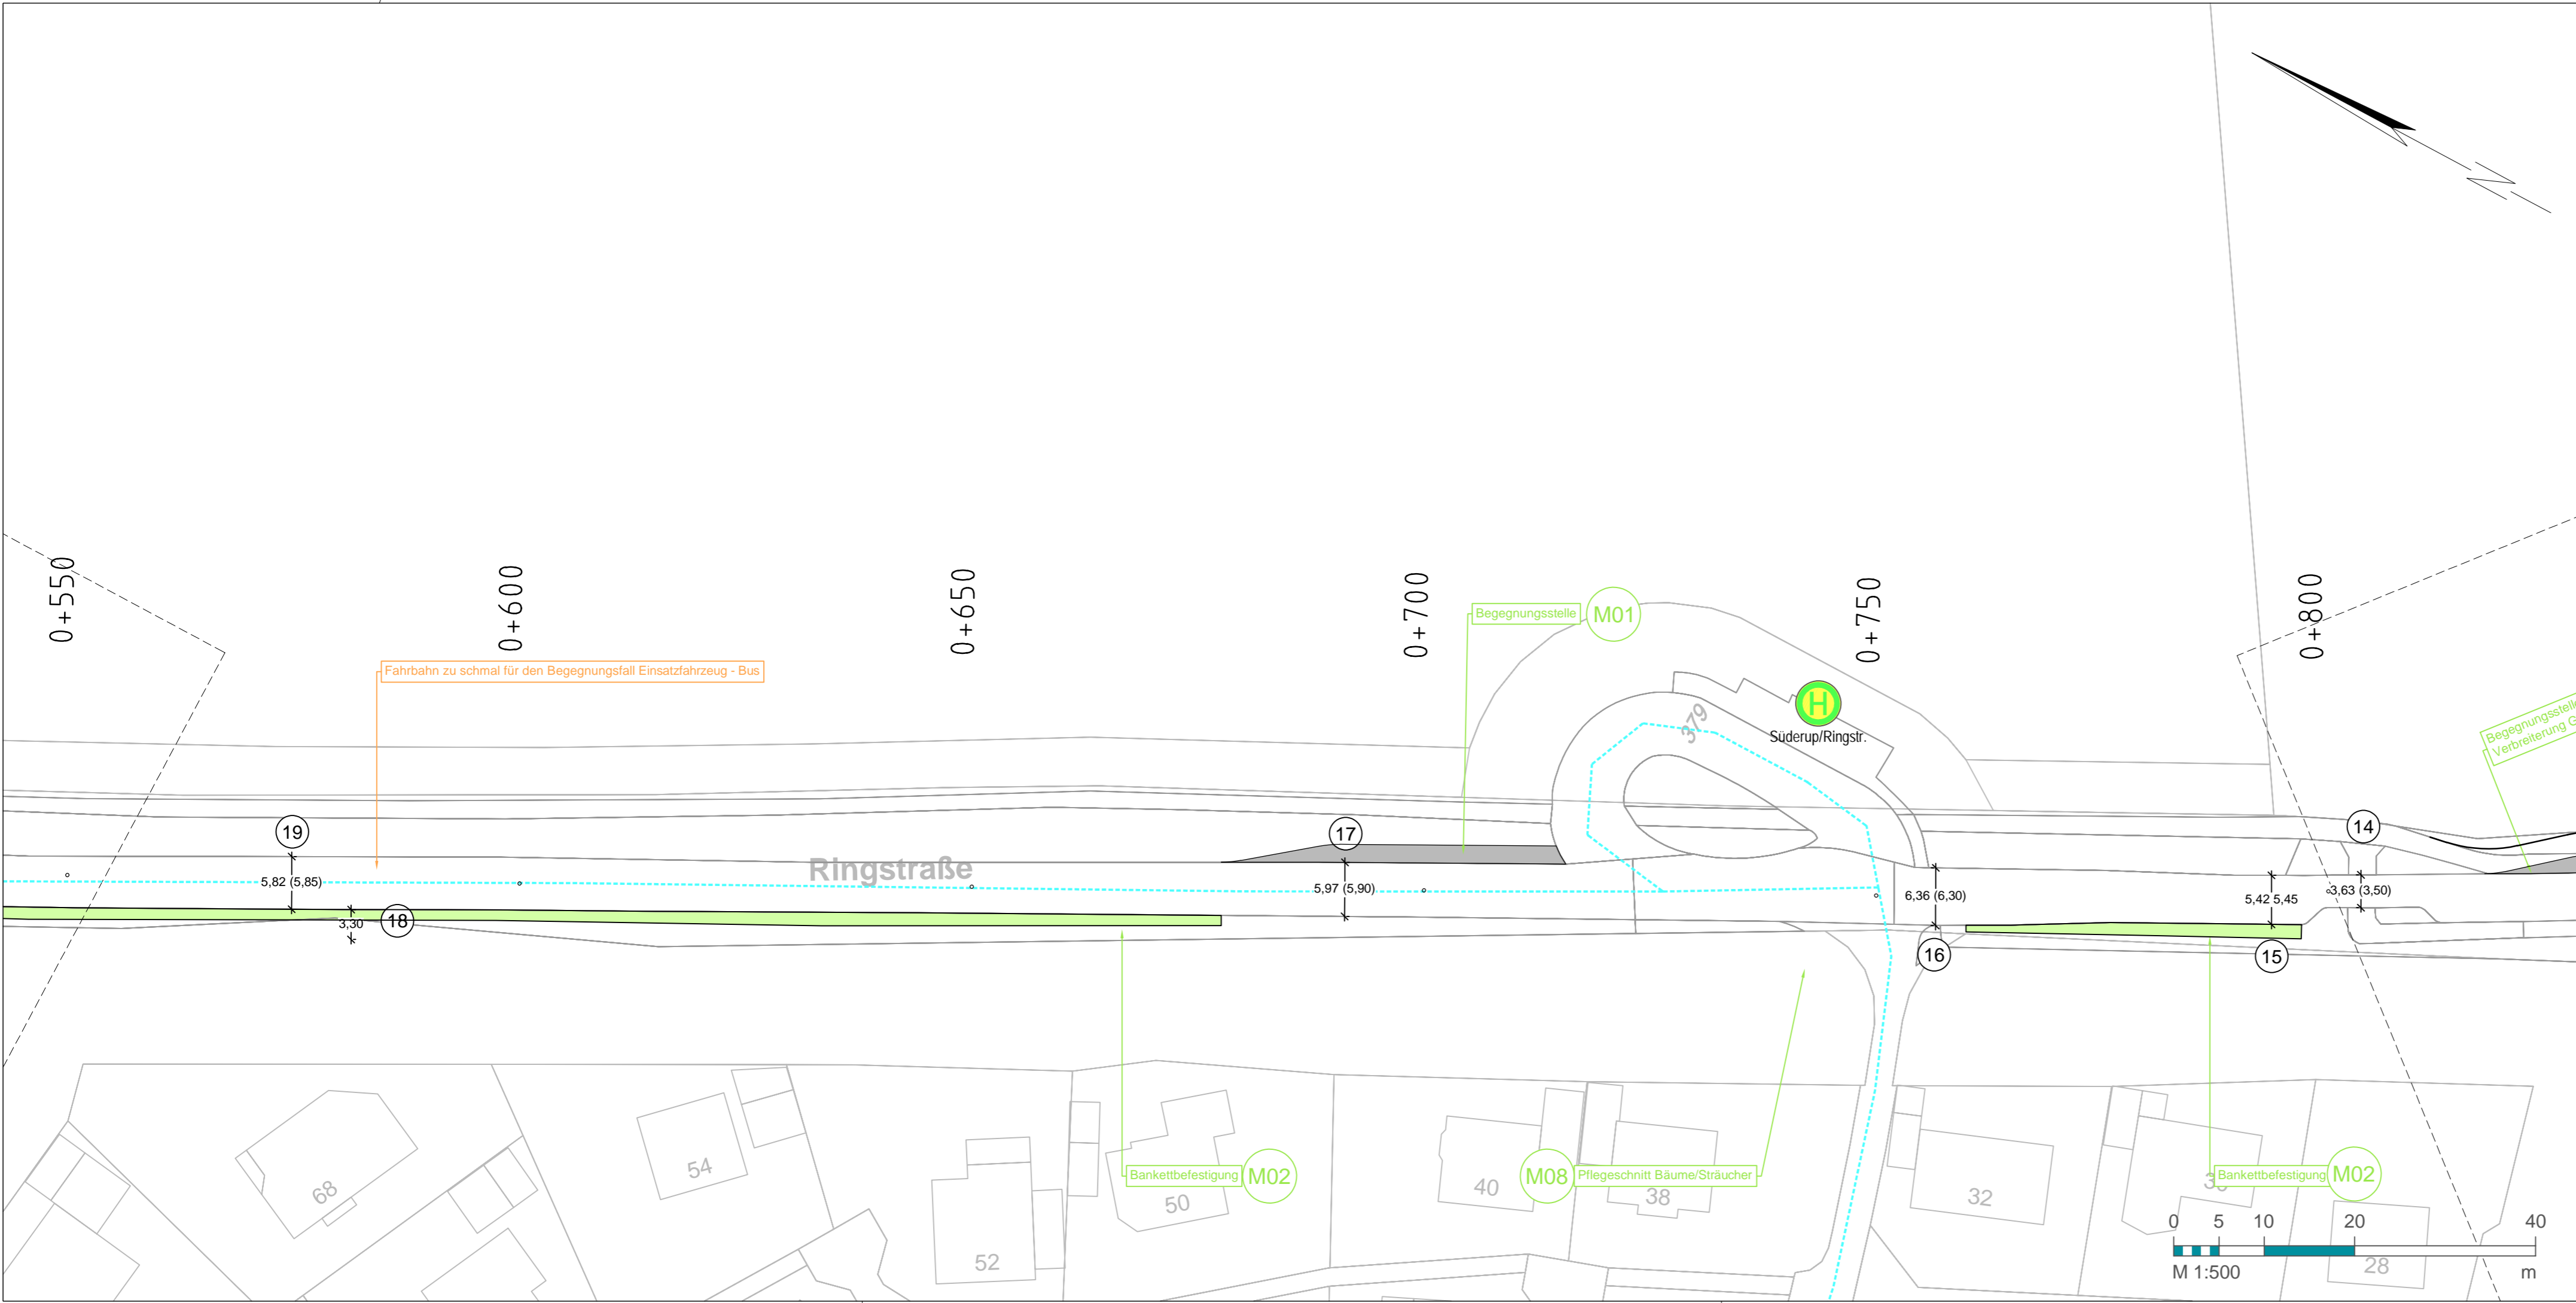 0+550
0+600
0+650
0+700
0+750
0+800
Begegnungsstelle
M01
Fahrbahn zu schmal für den Begegnungsfall Einsatzfahrzeug - Bus
H
Süderup/Ringstr.
379
Begegnungsstelle
Verbreiterung
19
17
14
Ringstraße
5,82 (5,85)
5,97 (5,90)
6,36 (6,30)
5,42 5,45
3,63 (3,50)
3,30
18
16
15
68
54
52
50
40
38
32
28
Bankettbefestigung
M02
M08
Pflegeschnitt Bäume/Sträucher
Bankettbefestigung
M02
0 5 10 20 40
M 1:500 m